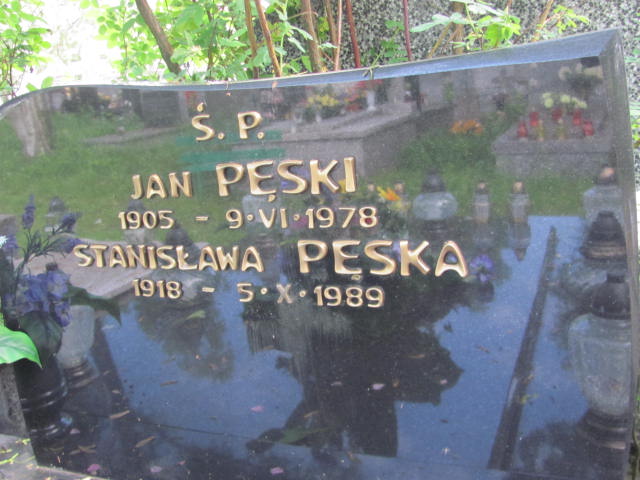 Ś. P.
JAN PĘSKI
1905 - 9·VI·1978
STANISŁAWA PĘSKA
1918 - 5·X·1989